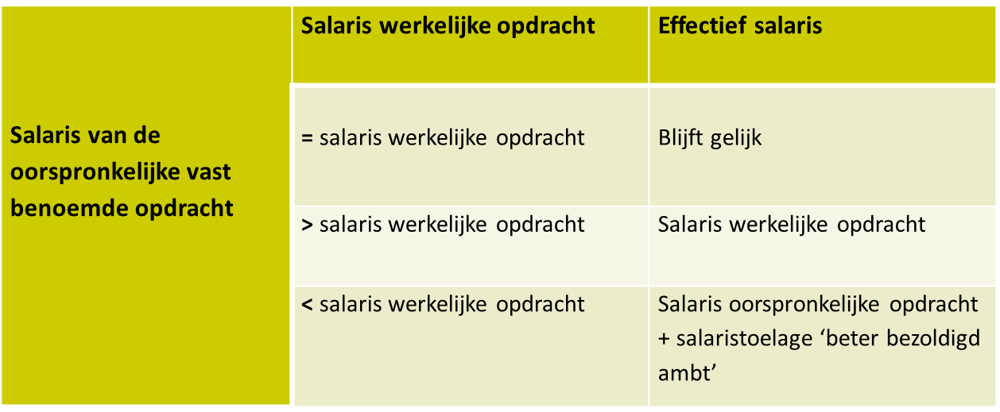 Salaris werkelijke opdracht
Effectief salaris
Salaris van de
oorspronkelijke vast
benoemde opdracht
= salaris werkelijke opdracht
Blijft gelijk
> salaris werkelijke opdracht
Salaris werkelijke opdracht
< salaris werkelijke opdracht
Salaris oorspronkelijke opdracht
+ salaristoelage ‘beter bezoldigd
ambt’